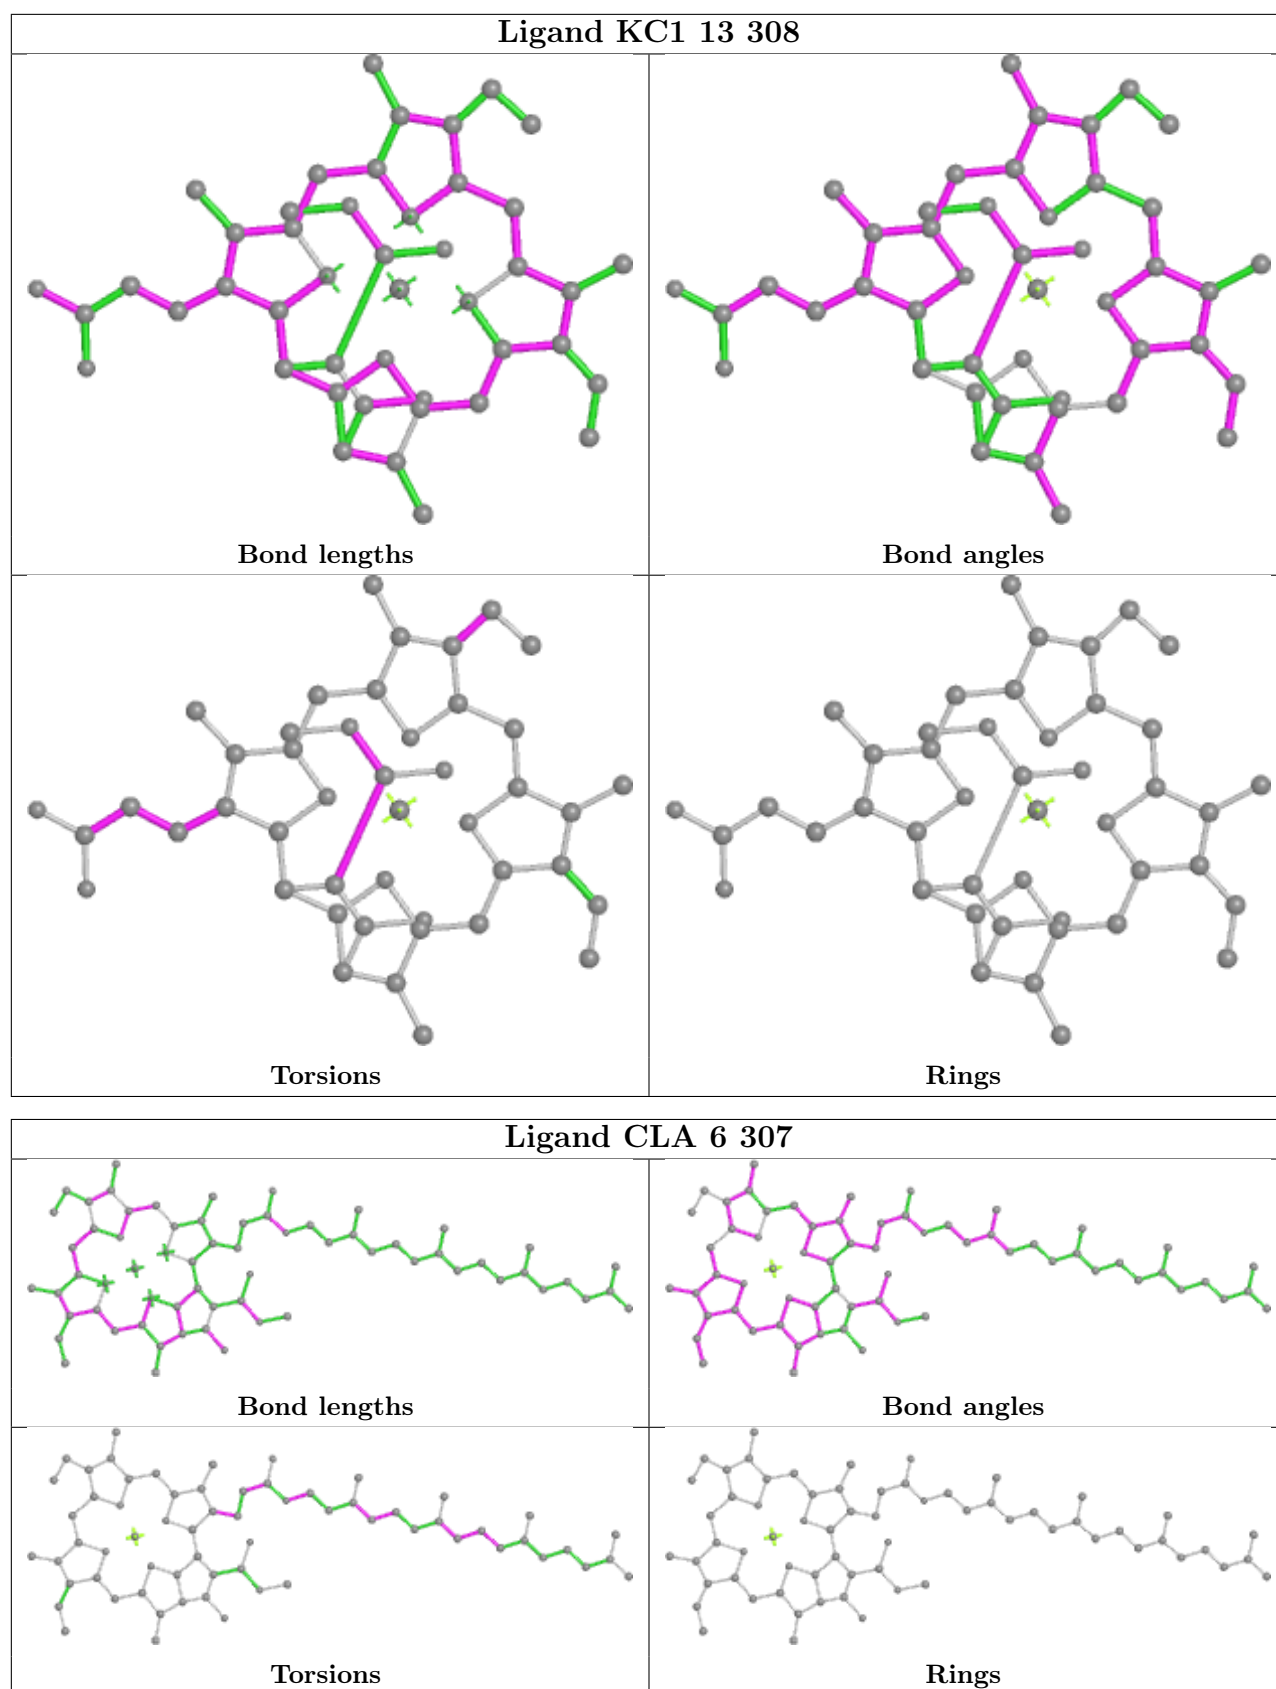 Ligand KC1 13 308
Bond lengths
Bond angles
Torsions
Rings
Ligand CLA 6 307
Bond lengths
Bond angles
Torsions
Rings